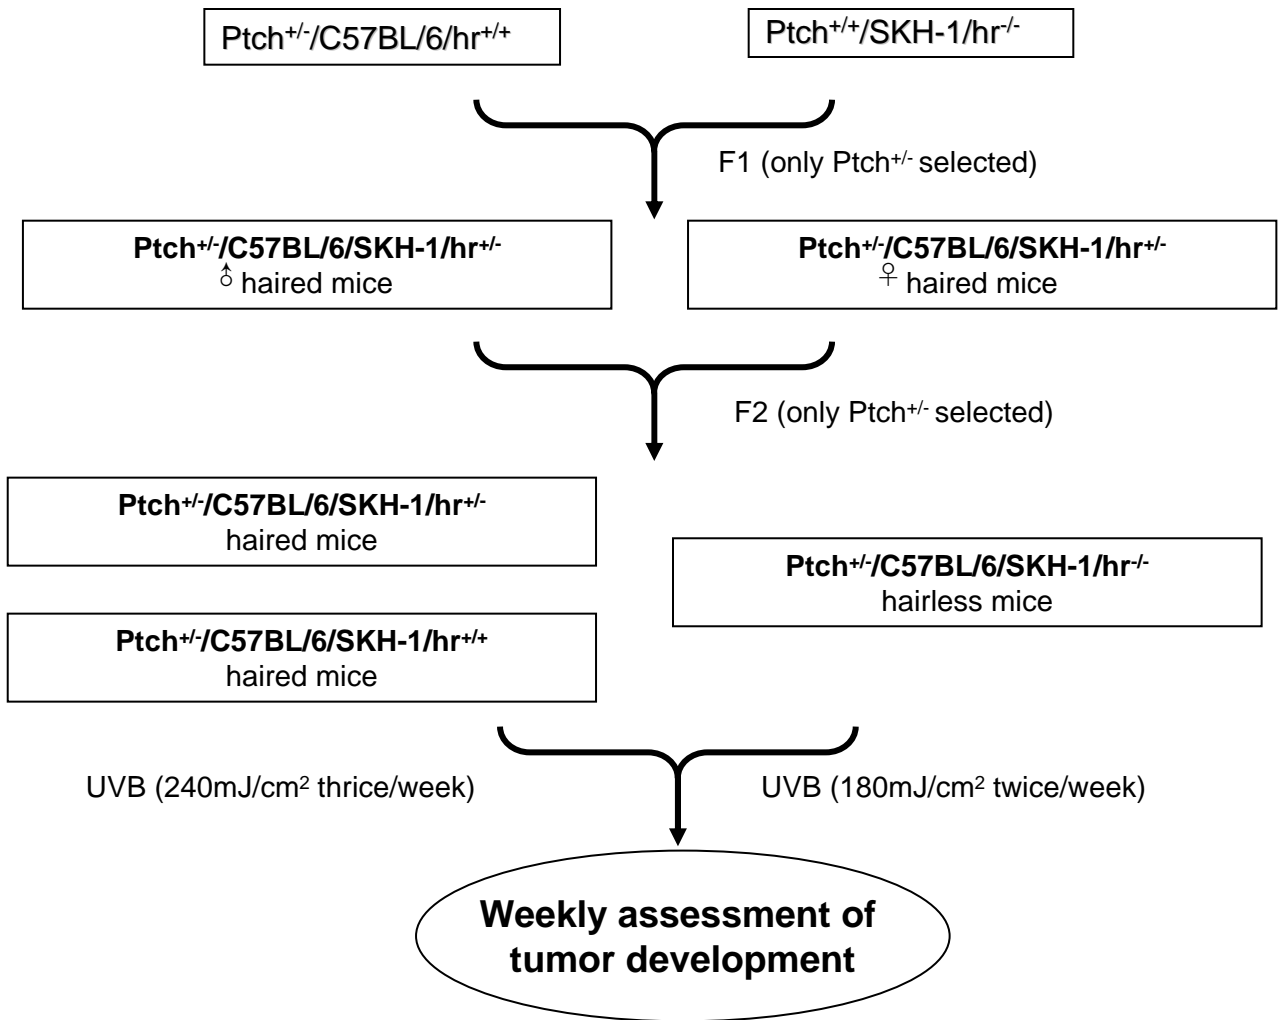 Ptch+/-/C57BL/6/hr+/+
Ptch+/+/SKH-1/hr-/-
F1 (only Ptch+/- selected)
Ptch+/-/C57BL/6/SKH-1/hr+/-
♂ haired mice
Ptch+/-/C57BL/6/SKH-1/hr+/-
♀ haired mice
F2 (only Ptch+/- selected)
Ptch+/-/C57BL/6/SKH-1/hr+/-
haired mice
Ptch+/-/C57BL/6/SKH-1/hr-/-
hairless mice
Ptch+/-/C57BL/6/SKH-1/hr+/+
haired mice
UVB (240mJ/cm² thrice/week)
UVB (180mJ/cm² twice/week)
Weekly assessment of
tumor development